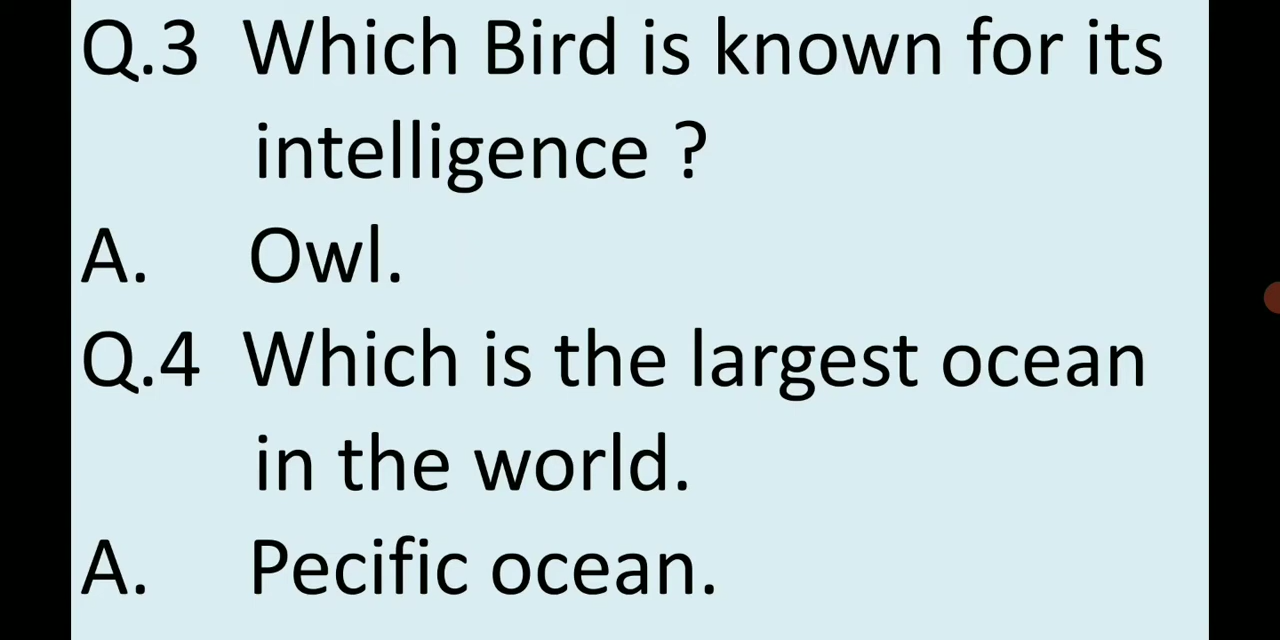 Q.3 Which Bird is known for its
intelligence ?
A. Owl.
Q.4 Which is the largest ocean
in the world.
A. Pecific ocean.